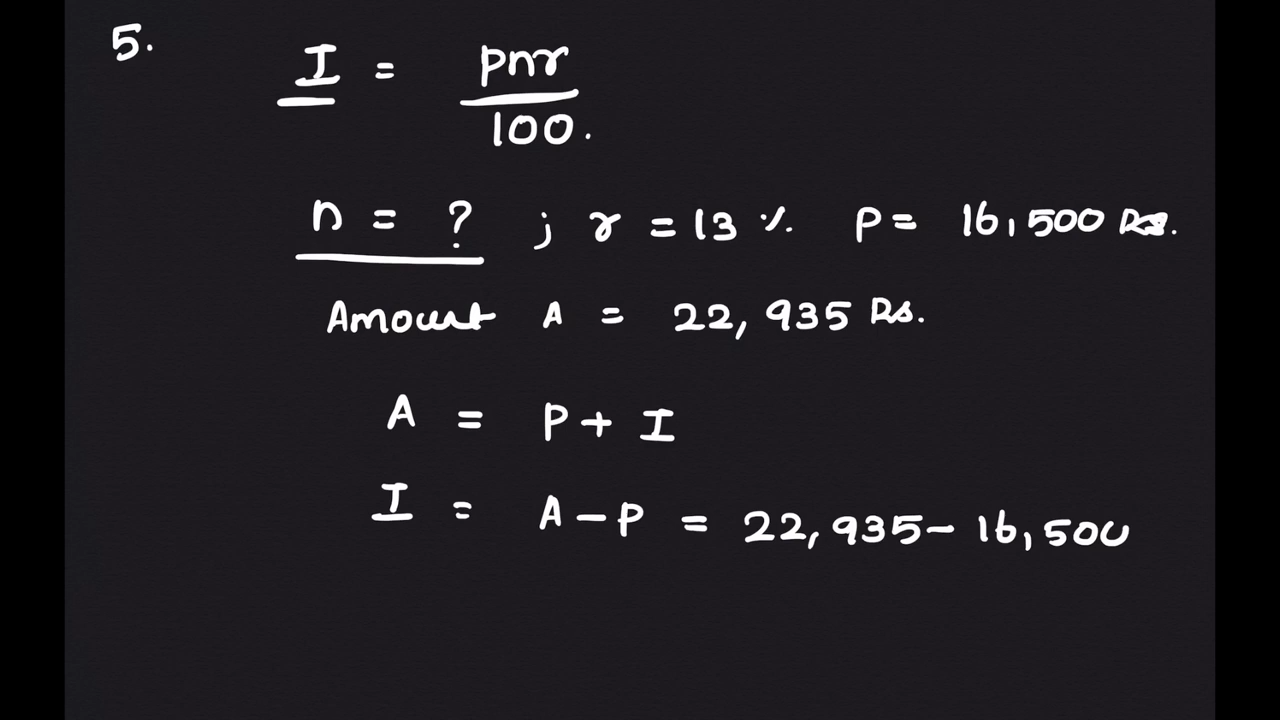 5.
I = pnr
100.
n = ? ; r = 13 % P = 16,500 Rs.
Amount A = 22,935 Rs.
A = P + I
I = A - P = 22,935 - 16,500